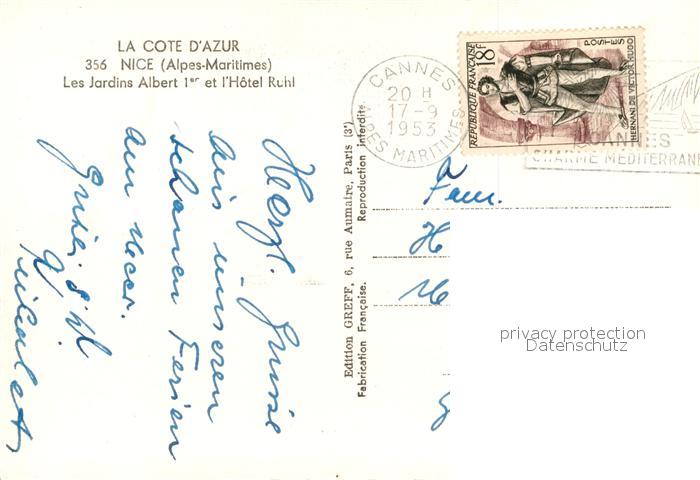 LA COTE D'AZUR
356 NICE (Alpes-Maritimes)
Les Jardins Albert 1er et l'Hôtel Ruhl
Herzl. Grüsse
aus unseren
schönen Ferien
am Meer.
Edition GREFF, 6, rue Aumaire, Paris (3e)
Fabrication Française. Reproduction interdite
CANNES
20 H
17-9
1953
ALPES MARITIMES
18F
POSTES
REPUBLIQUE FRANÇAISE
HERNANI DE VICTOR HUGO
CANNES
CHARME MEDITERRANE
Fam.
H
privacy protection
Datenschutz